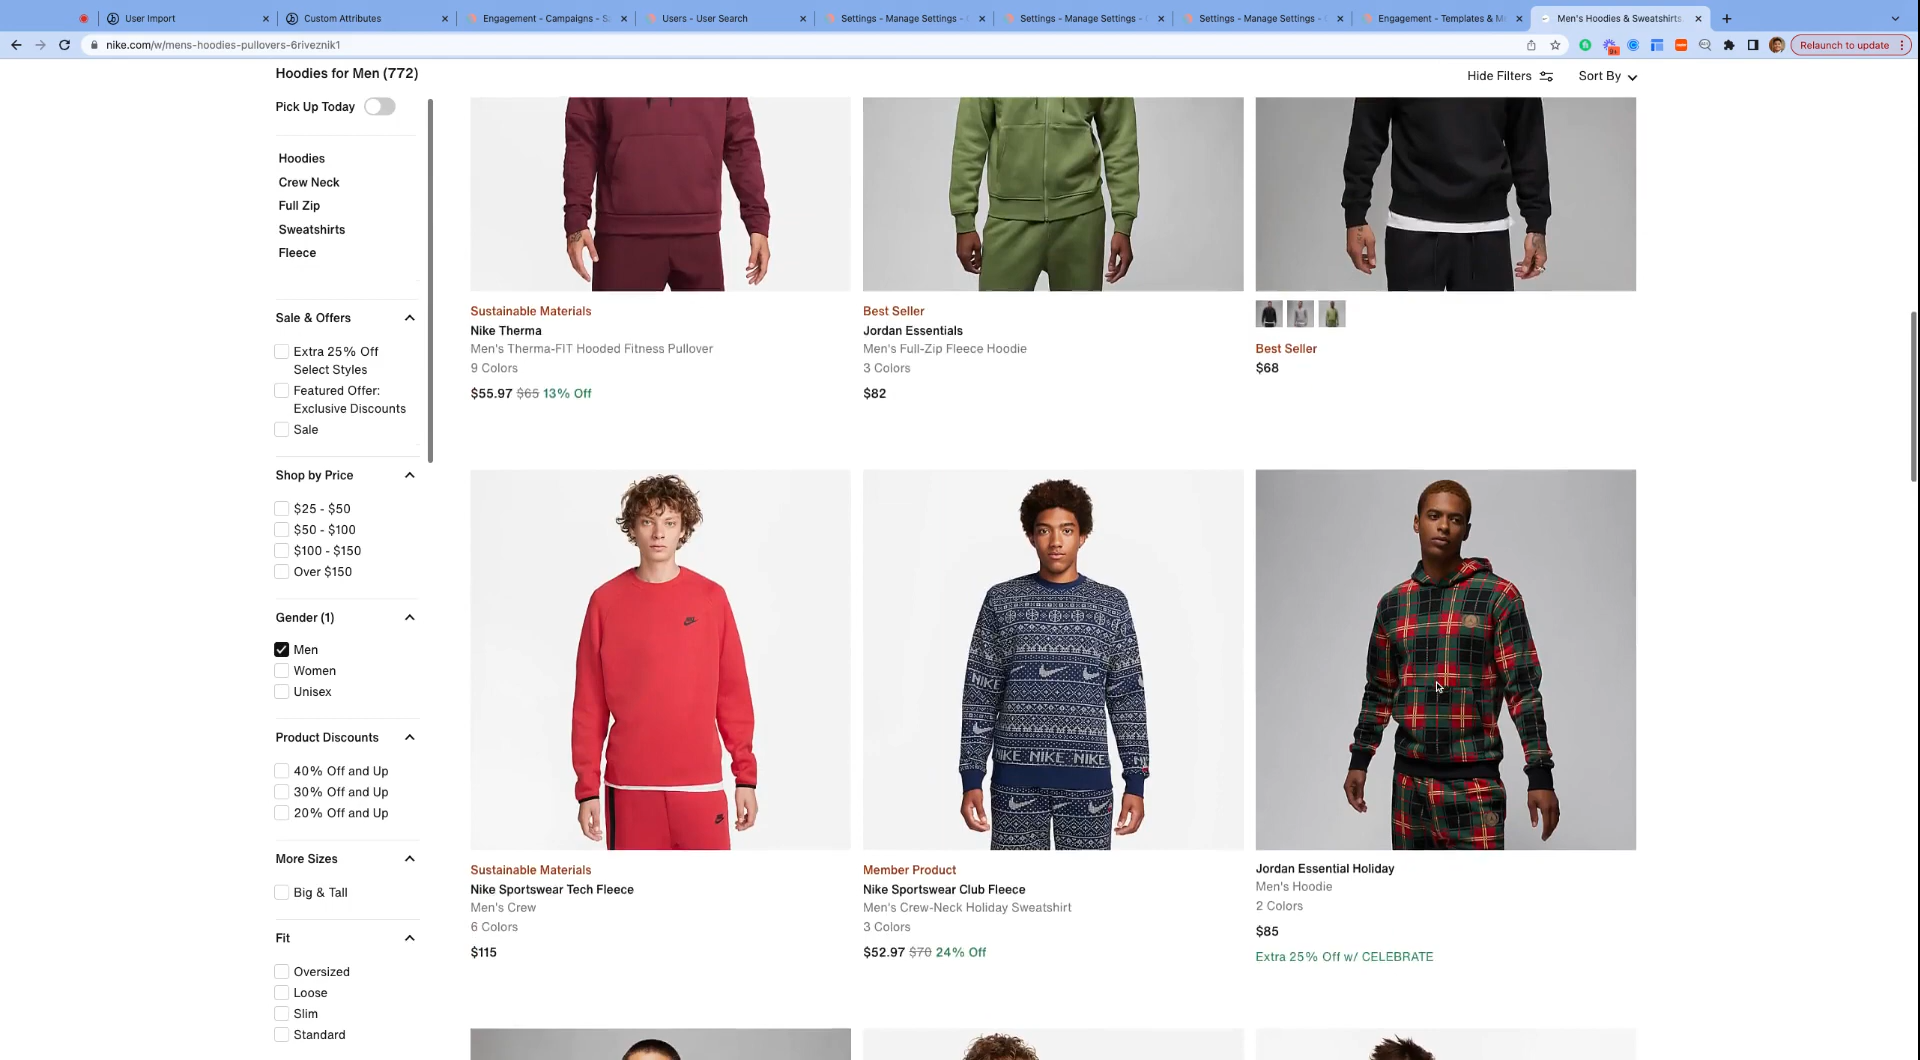 User Import
Custom Attributes
Engagement - Campaigns - S
Users - User Search
Settings - Manage Settings -
Settings - Manage Settings -
Settings - Manage Settings -
Engagement - Templates & M
Men's Hoodies & Sweatshirts.
nike.com/w/mens-hoodies-pullovers-6riveznik1
Relaunch to update
Hoodies for Men (772)
Hide Filters
Sort By
Pick Up Today
Hoodies
Crew Neck
Full Zip
Sweatshirts
Fleece
Sale & Offers
Extra 25% Off
Select Styles
Featured Offer:
Exclusive Discounts
Sale
Shop by Price
$25 - $50
$50 - $100
$100 - $150
Over $150
Gender (1)
Men
Women
Unisex
Product Discounts
40% Off and Up
30% Off and Up
20% Off and Up
More Sizes
Big & Tall
Fit
Oversized
Loose
Slim
Standard
Sustainable Materials
Nike Therma
Men's Therma-FIT Hooded Fitness Pullover
9 Colors
$55.97 $65 13% Off
Best Seller
Jordan Essentials
Men's Full-Zip Fleece Hoodie
3 Colors
$82
Best Seller
$68
NIKE
NIKE NIKE NIKE
Sustainable Materials
Nike Sportswear Tech Fleece
Men's Crew
6 Colors
$115
Member Product
Nike Sportswear Club Fleece
Men's Crew-Neck Holiday Sweatshirt
3 Colors
$52.97 $70 24% Off
Jordan Essential Holiday
Men's Hoodie
2 Colors
$85
Extra 25% Off w/ CELEBRATE